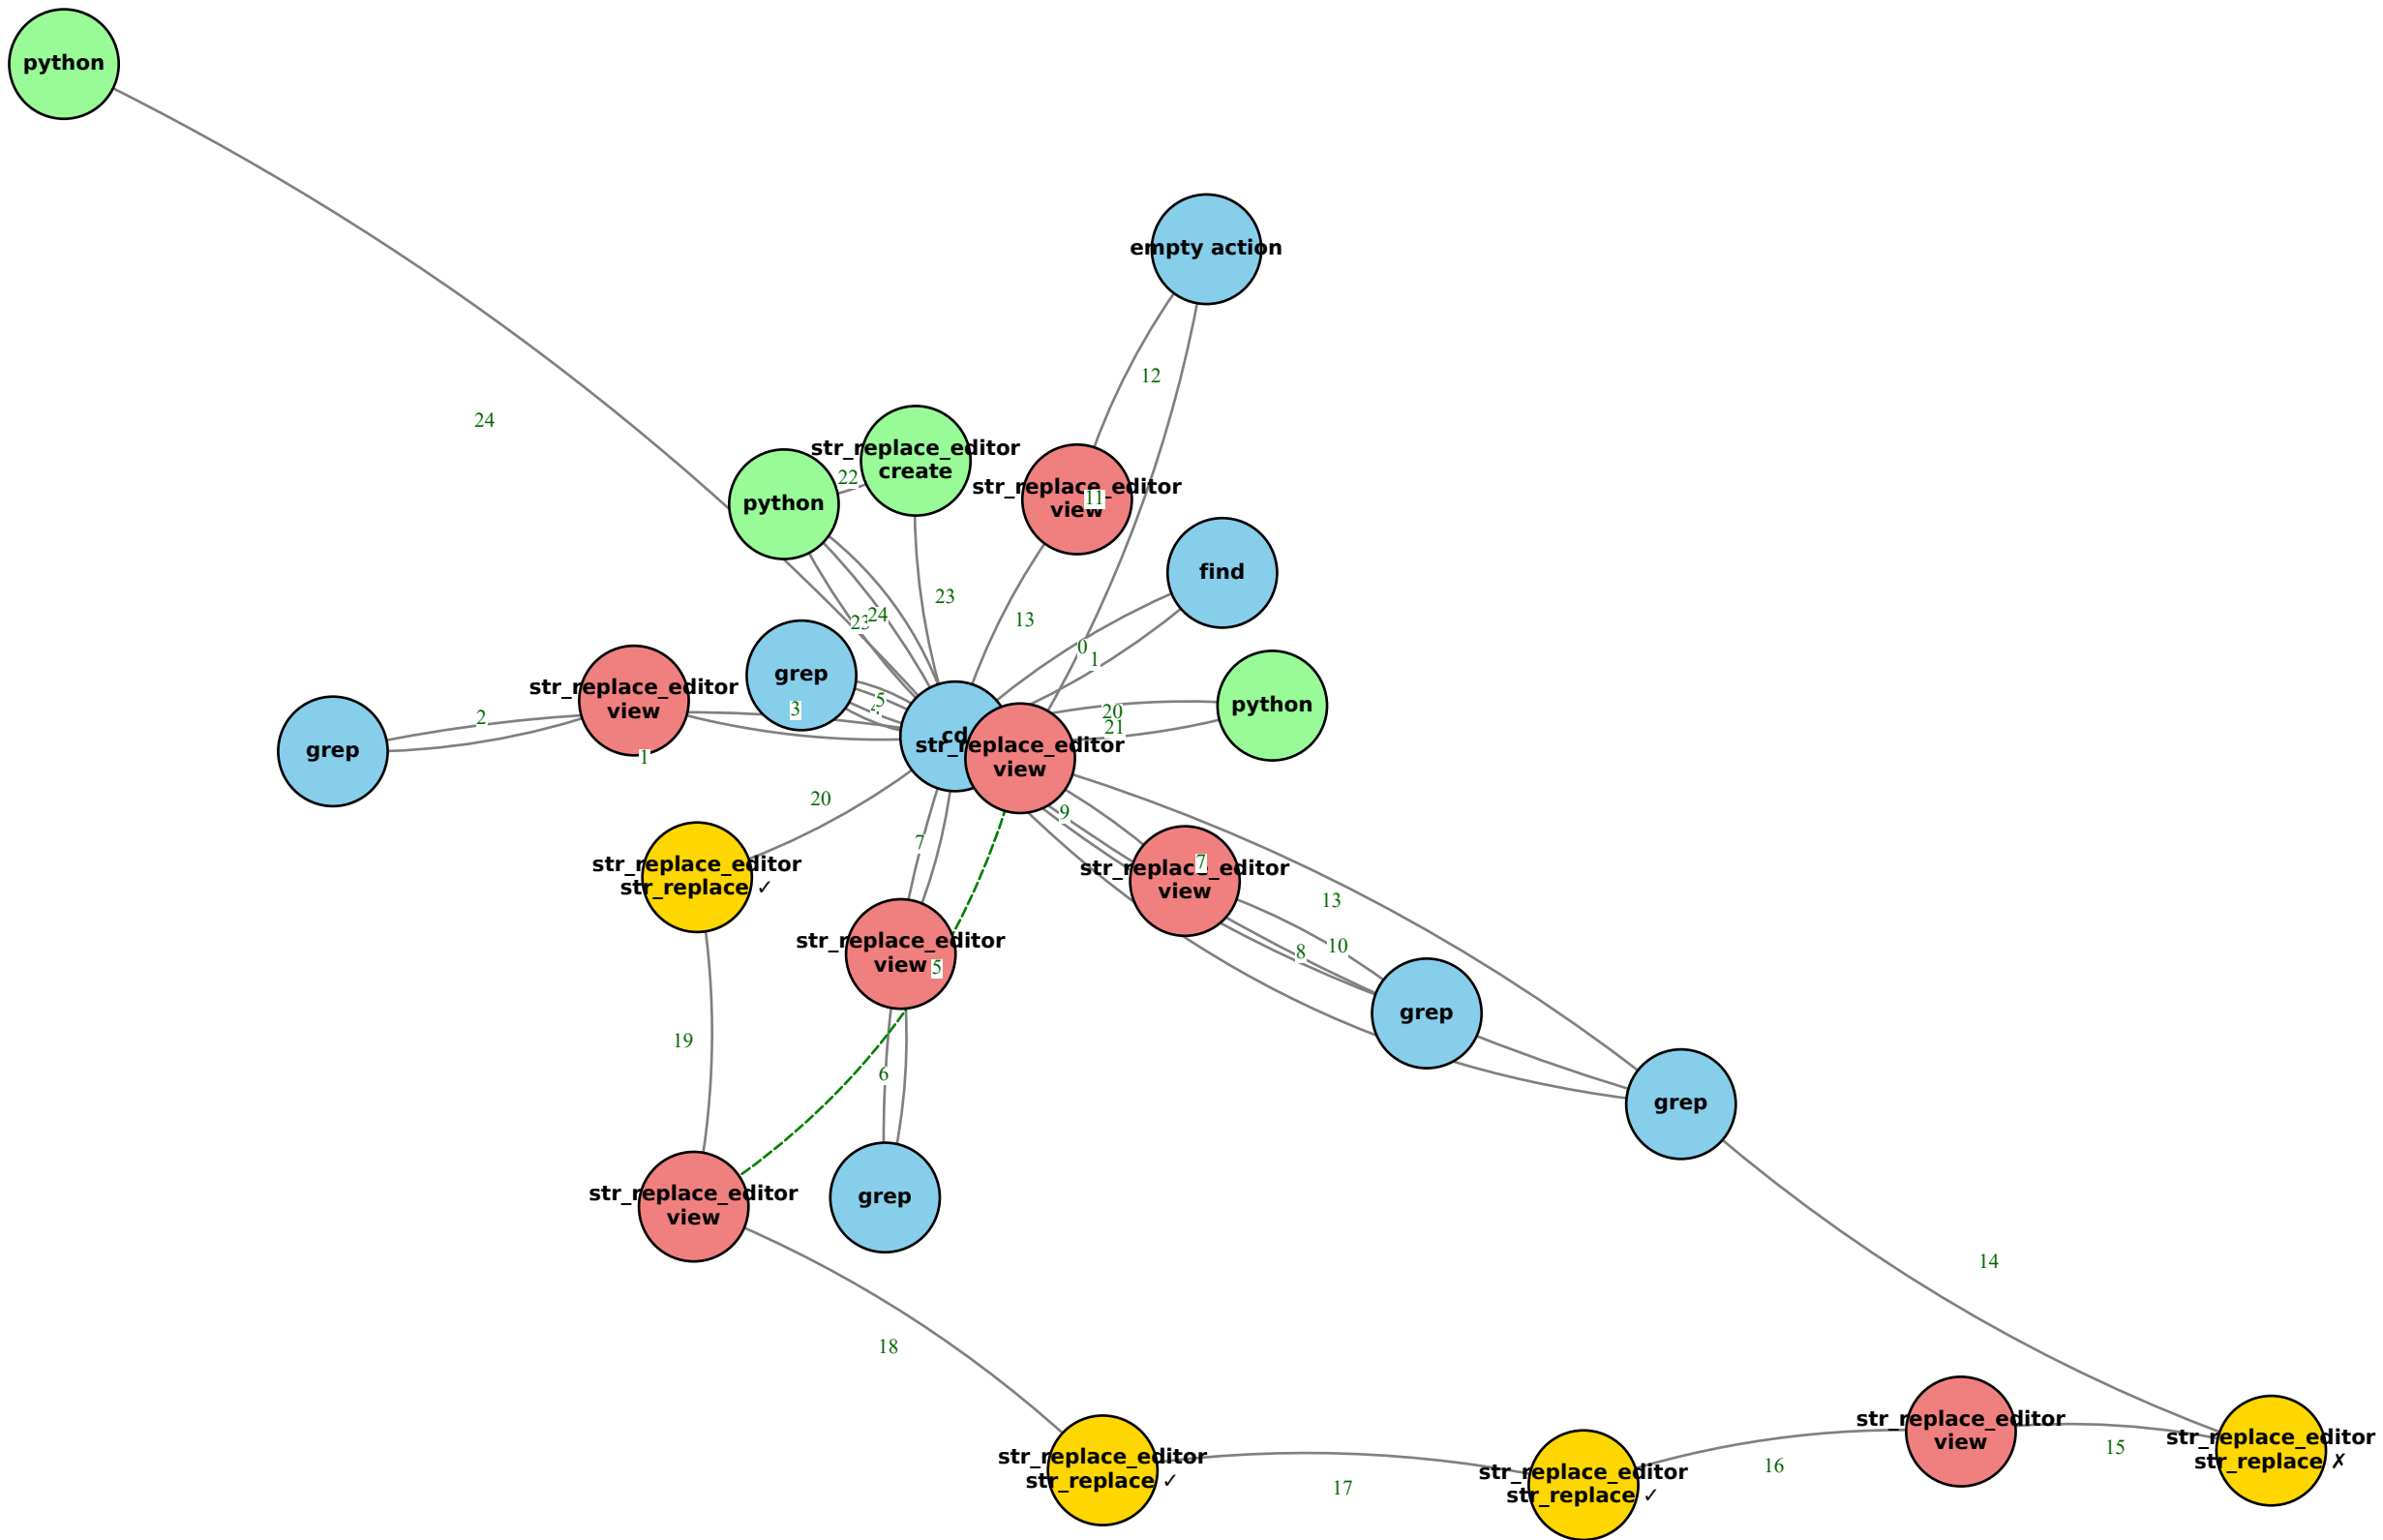 python
empty action
12
24
str_replace_editor
create
22
python
str_replace_editor
view
11
find
23
23
24
13
0
1
grep
str_replace_editor
view
5
3
2
grep
1
cd
str_replace_editor
view
python
20
21
20
7
9
str_replace_editor
str_replace ✓
str_replace_editor
view
7
13
str_replace_editor
view
5
8
10
grep
19
6
grep
str_replace_editor
view
grep
14
18
str_replace_editor
str_replace ✓
17
str_replace_editor
str_replace ✓
16
str_replace_editor
view
15
str_replace_editor
str_replace ✗